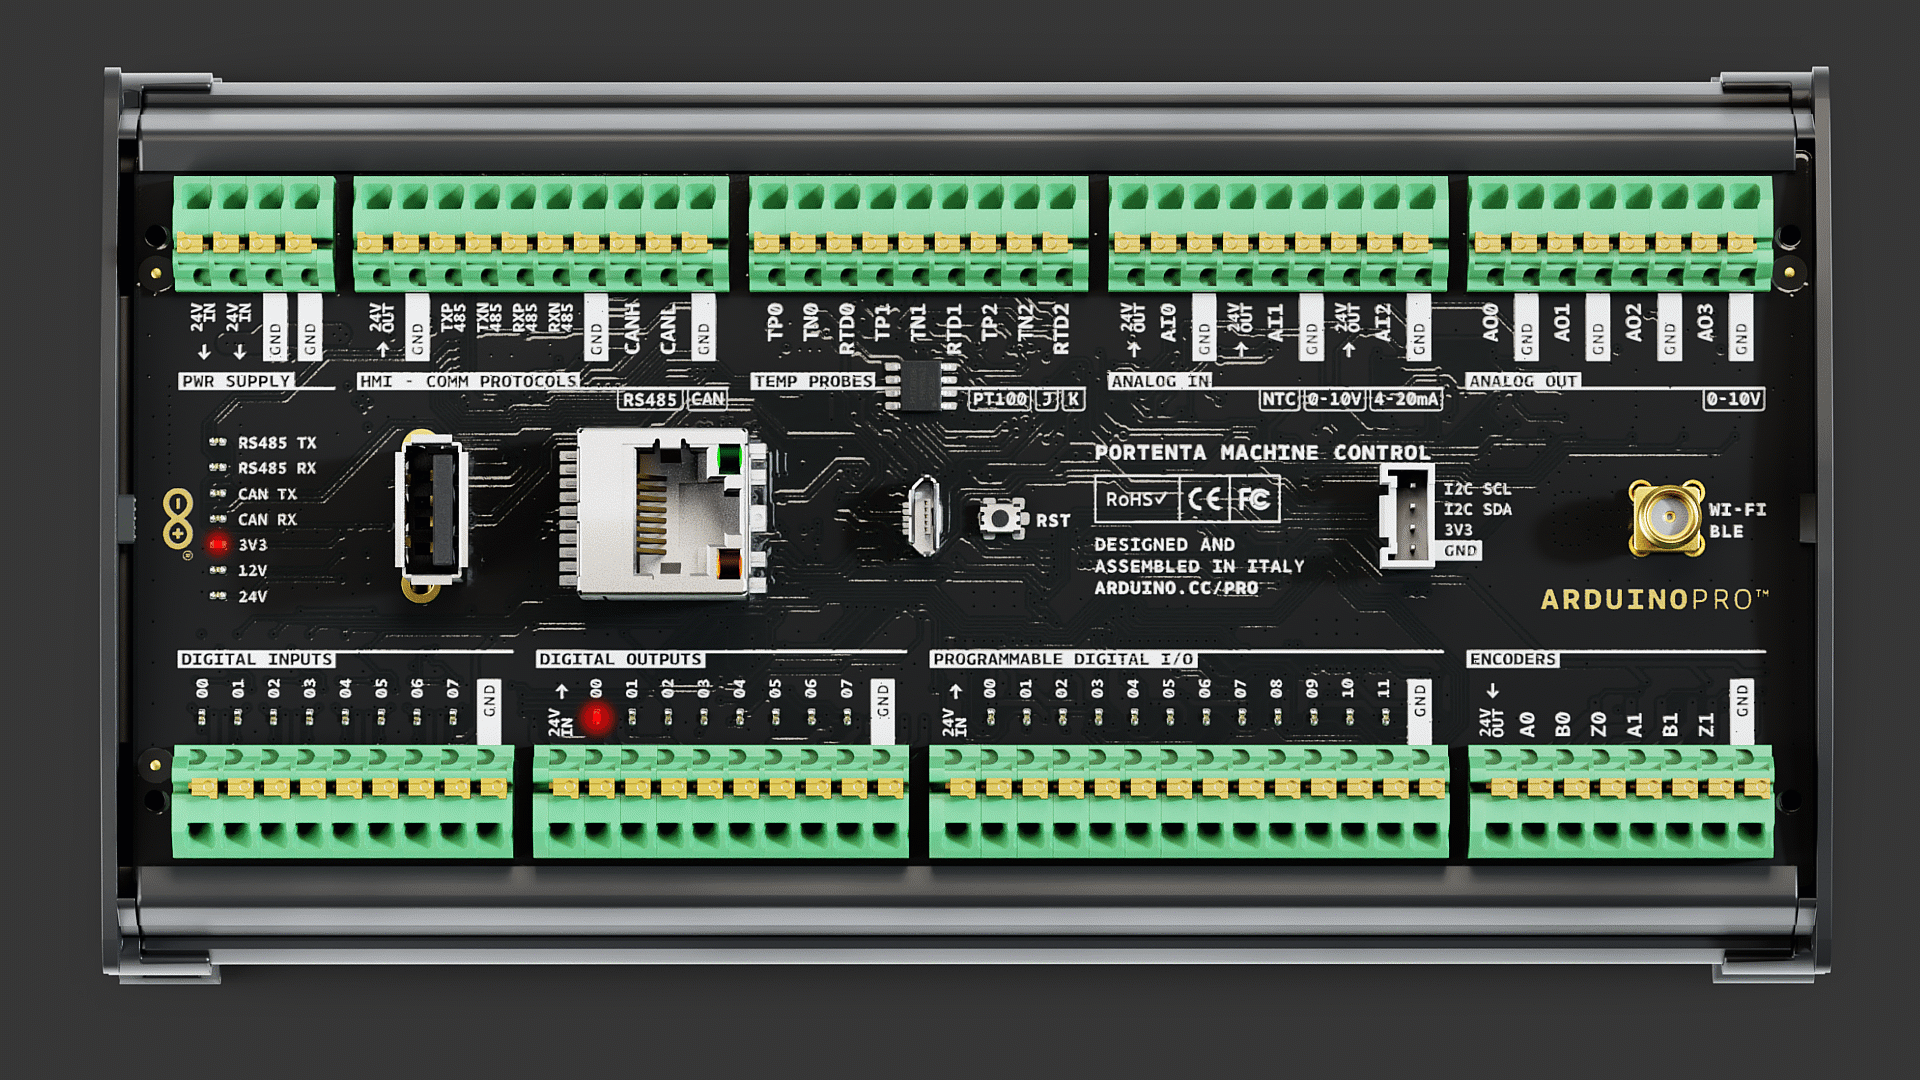 24V IN
24V IN
GND
GND
24V OUT
GND
TXP 485
TXN 485
RXP 485
RXN 485
GND
CANH
CANL
GND
TP0
TN0
RTD0
TP1
TN1
RTD1
TP2
TN2
RTD2
24V OUT
AI0
GND
24V OUT
AI1
GND
24V OUT
AI2
GND
AO0
GND
AO1
GND
AO2
GND
AO3
GND
PWR SUPPLY
HMI - COMM PROTOCOLS
RS485 CAN
TEMP PROBES
PT100 J K
ANALOG IN
NTC 0-10V 4-20mA
ANALOG OUT
0-10V
RS485 TX
RS485 RX
CAN TX
CAN RX
3V3
12V
24V
RST
PORTENTA MACHINE CONTROL
RoHS✓ CE FC
DESIGNED AND
ASSEMBLED IN ITALY
ARDUINO.CC/PRO
I2C SCL
I2C SDA
3V3
GND
WI-FI
BLE
ARDUINOPRO™
DIGITAL INPUTS
00 01 02 03 04 05 06 07 GND
DIGITAL OUTPUTS
24V IN 00 01 02 03 04 05 06 07 GND
PROGRAMMABLE DIGITAL I/O
24V IN 00 01 02 03 04 05 06 07 08 09 10 11 GND
ENCODERS
24V OUT A0 B0 Z0 A1 B1 Z1 GND